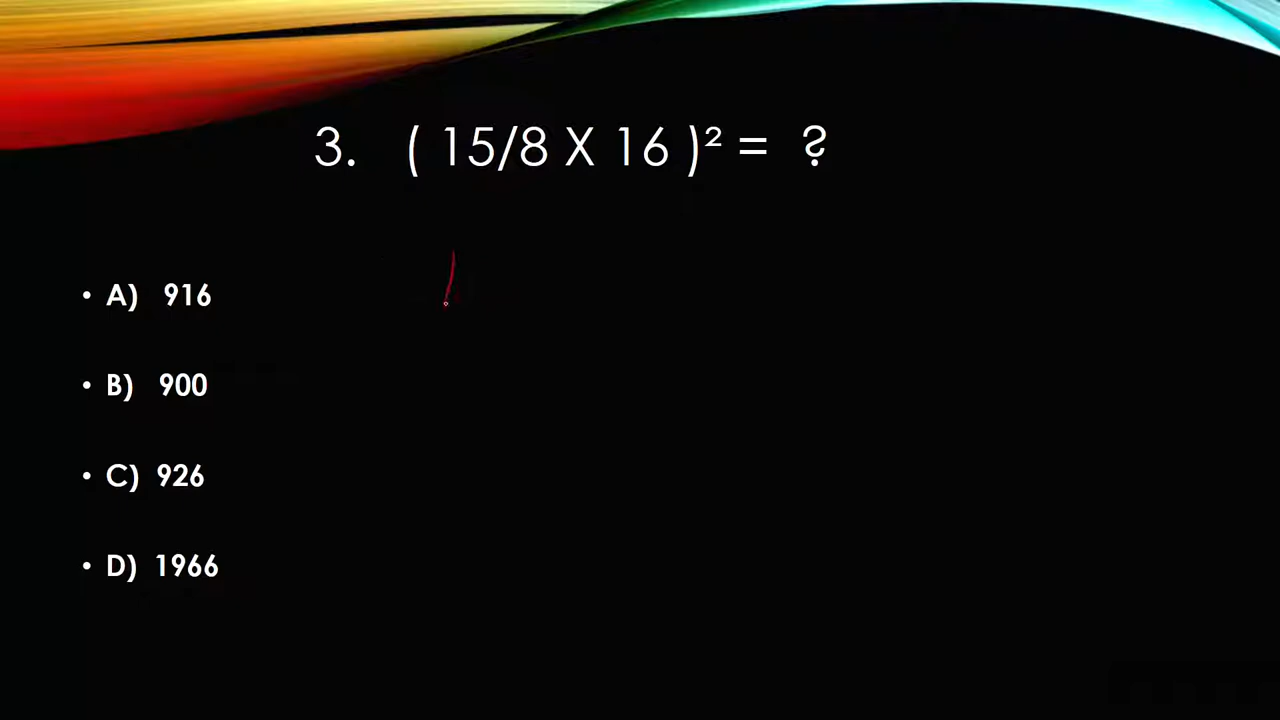 3. ( 15/8 X 16 )² = ?
• A) 916
• B) 900
• C) 926
• D) 1966